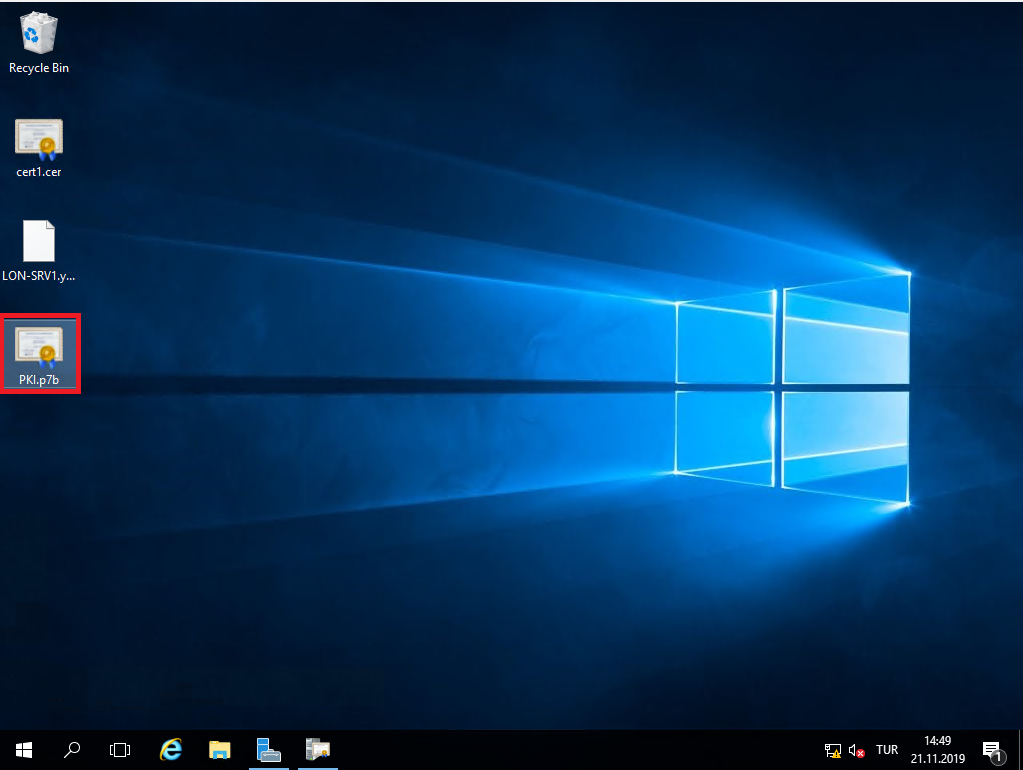 Recycle Bin
cert1.cer
LON-SRV1.y...
PKI.p7b
TUR
14:49
21.11.2019
1